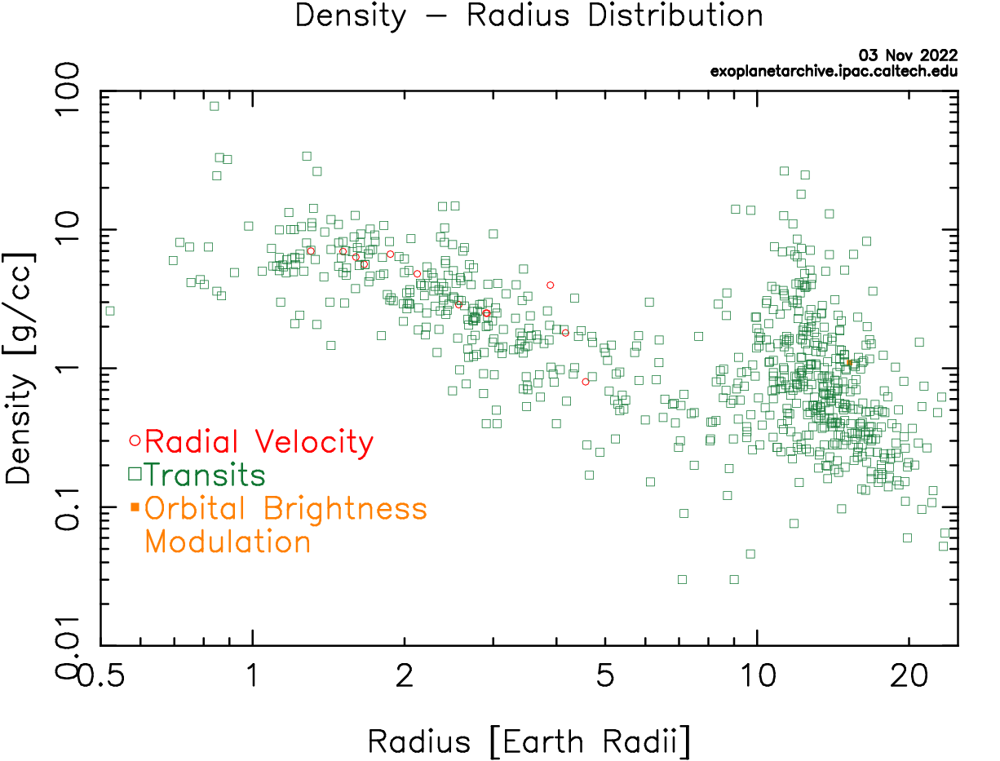 Density – Radius Distribution
03 Nov 2022
exoplanetarchive.ipac.caltech.edu
Density [g/cc]
100
10
1
0.1
0.01
Radial Velocity
Transits
Orbital Brightness
Modulation
0.5 1 2 5 10 20
Radius [Earth Radii]